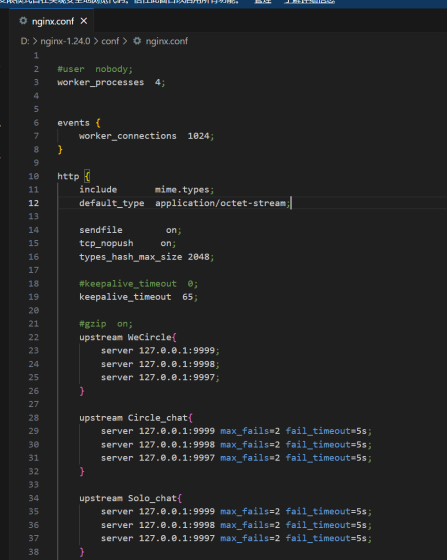 nginx.conf
D: > nginx-1.24.0 > conf > nginx.conf
1
2 #user  nobody;
3 worker_processes  4;
4
5
6 events {
7     worker_connections  1024;
8 }
9
10 http {
11     include       mime.types;
12     default_type  application/octet-stream;
13
14     sendfile        on;
15     tcp_nopush     on;
16     types_hash_max_size 2048;
17
18     #keepalive_timeout  0;
19     keepalive_timeout  65;
20
21     #gzip  on;
22     upstream WeCircle{
23         server 127.0.0.1:9999;
24         server 127.0.0.1:9998;
25         server 127.0.0.1:9997;
26     }
27
28     upstream Circle_chat{
29         server 127.0.0.1:9999 max_fails=2 fail_timeout=5s;
30         server 127.0.0.1:9998 max_fails=2 fail_timeout=5s;
31         server 127.0.0.1:9997 max_fails=2 fail_timeout=5s;
32     }
33
34     upstream Solo_chat{
35         server 127.0.0.1:9999 max_fails=2 fail_timeout=5s;
36         server 127.0.0.1:9998 max_fails=2 fail_timeout=5s;
37         server 127.0.0.1:9997 max_fails=2 fail_timeout=5s;
38     }